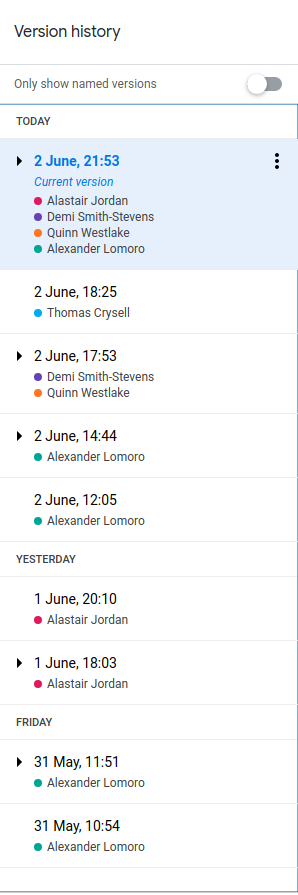 Version history
Only show named versions
TODAY
2 June, 21:53
Current version
Alastair Jordan
Demi Smith-Stevens
Quinn Westlake
Alexander Lomoro
2 June, 18:25
Thomas Crysell
2 June, 17:53
Demi Smith-Stevens
Quinn Westlake
2 June, 14:44
Alexander Lomoro
2 June, 12:05
Alexander Lomoro
YESTERDAY
1 June, 20:10
Alastair Jordan
1 June, 18:03
Alastair Jordan
FRIDAY
31 May, 11:51
Alexander Lomoro
31 May, 10:54
Alexander Lomoro